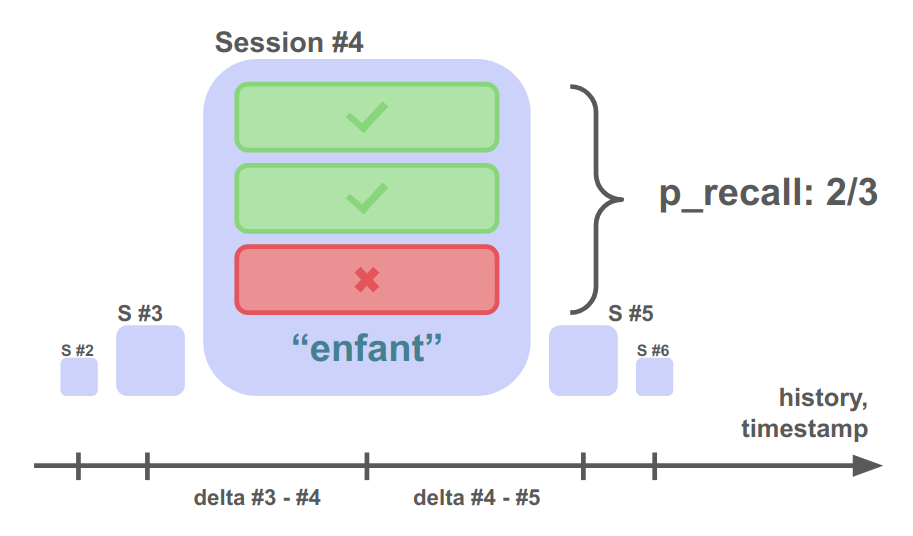 Session #4
p_recall: 2/3
S #3
S #5
S #2
“enfant”
S #6
history,
timestamp
delta #3 - #4
delta #4 - #5